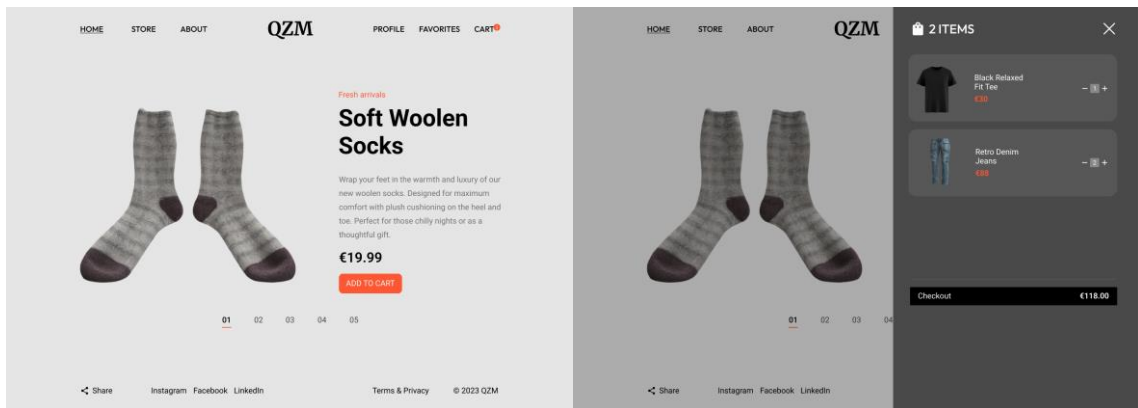 HOME STORE ABOUT QZM PROFILE FAVORITES CART
Fresh arrivals
Soft Woolen
Socks
Wrap your feet in the warmth and luxury of our
new woolen socks. Designed for maximum
comfort with plush cushioning on the heel and
toe. Perfect for those chilly nights or as a
thoughtful gift.
€19.99
ADD TO CART
01 02 03 04 05
Share Instagram Facebook LinkedIn Terms & Privacy © 2023 QZM
HOME STORE ABOUT QZM
01 02 03 04
Share Instagram Facebook LinkedIn
2 ITEMS
Black Relaxed
Fit Tee
€30
− 1 +
Retro Denim
Jeans
€88
− 2 +
Checkout €118.00